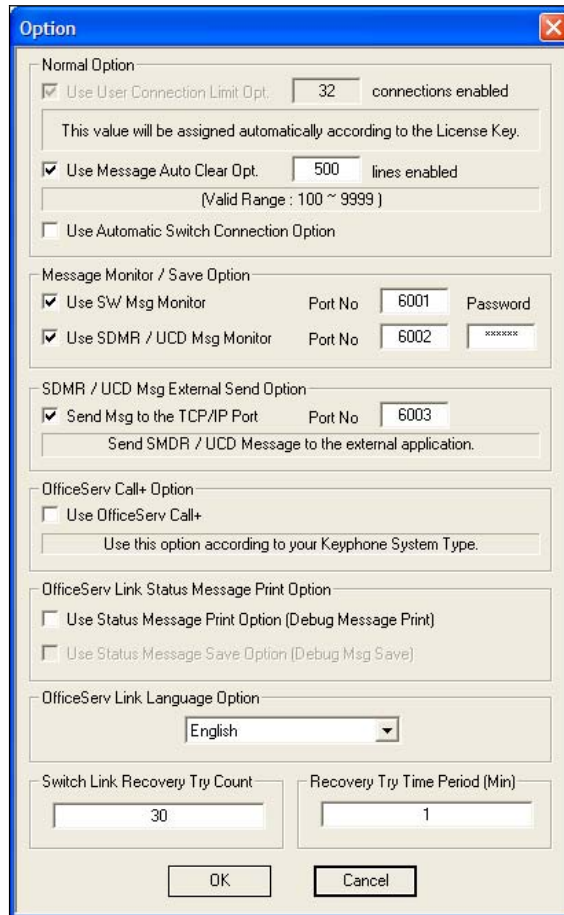 Option
Normal Option
Use User Connection Limit Opt. 32 connections enabled
This value will be assigned automatically according to the License Key.
Use Message Auto Clear Opt. 500 lines enabled
(Valid Range : 100 ~ 9999 )
Use Automatic Switch Connection Option
Message Monitor / Save Option
Use SW Msg Monitor Port No 6001 Password
Use SDMR / UCD Msg Monitor Port No 6002 ******
SDMR / UCD Msg External Send Option
Send Msg to the TCP/IP Port Port No 6003
Send SMDR / UCD Message to the external application.
OfficeServ Call+ Option
Use OfficeServ Call+
Use this option according to your Keyphone System Type.
OfficeServ Link Status Message Print Option
Use Status Message Print Option (Debug Message Print)
Use Status Message Save Option (Debug Msg Save)
OfficeServ Link Language Option
English
Switch Link Recovery Try Count Recovery Try Time Period (Min)
30 1
OK Cancel